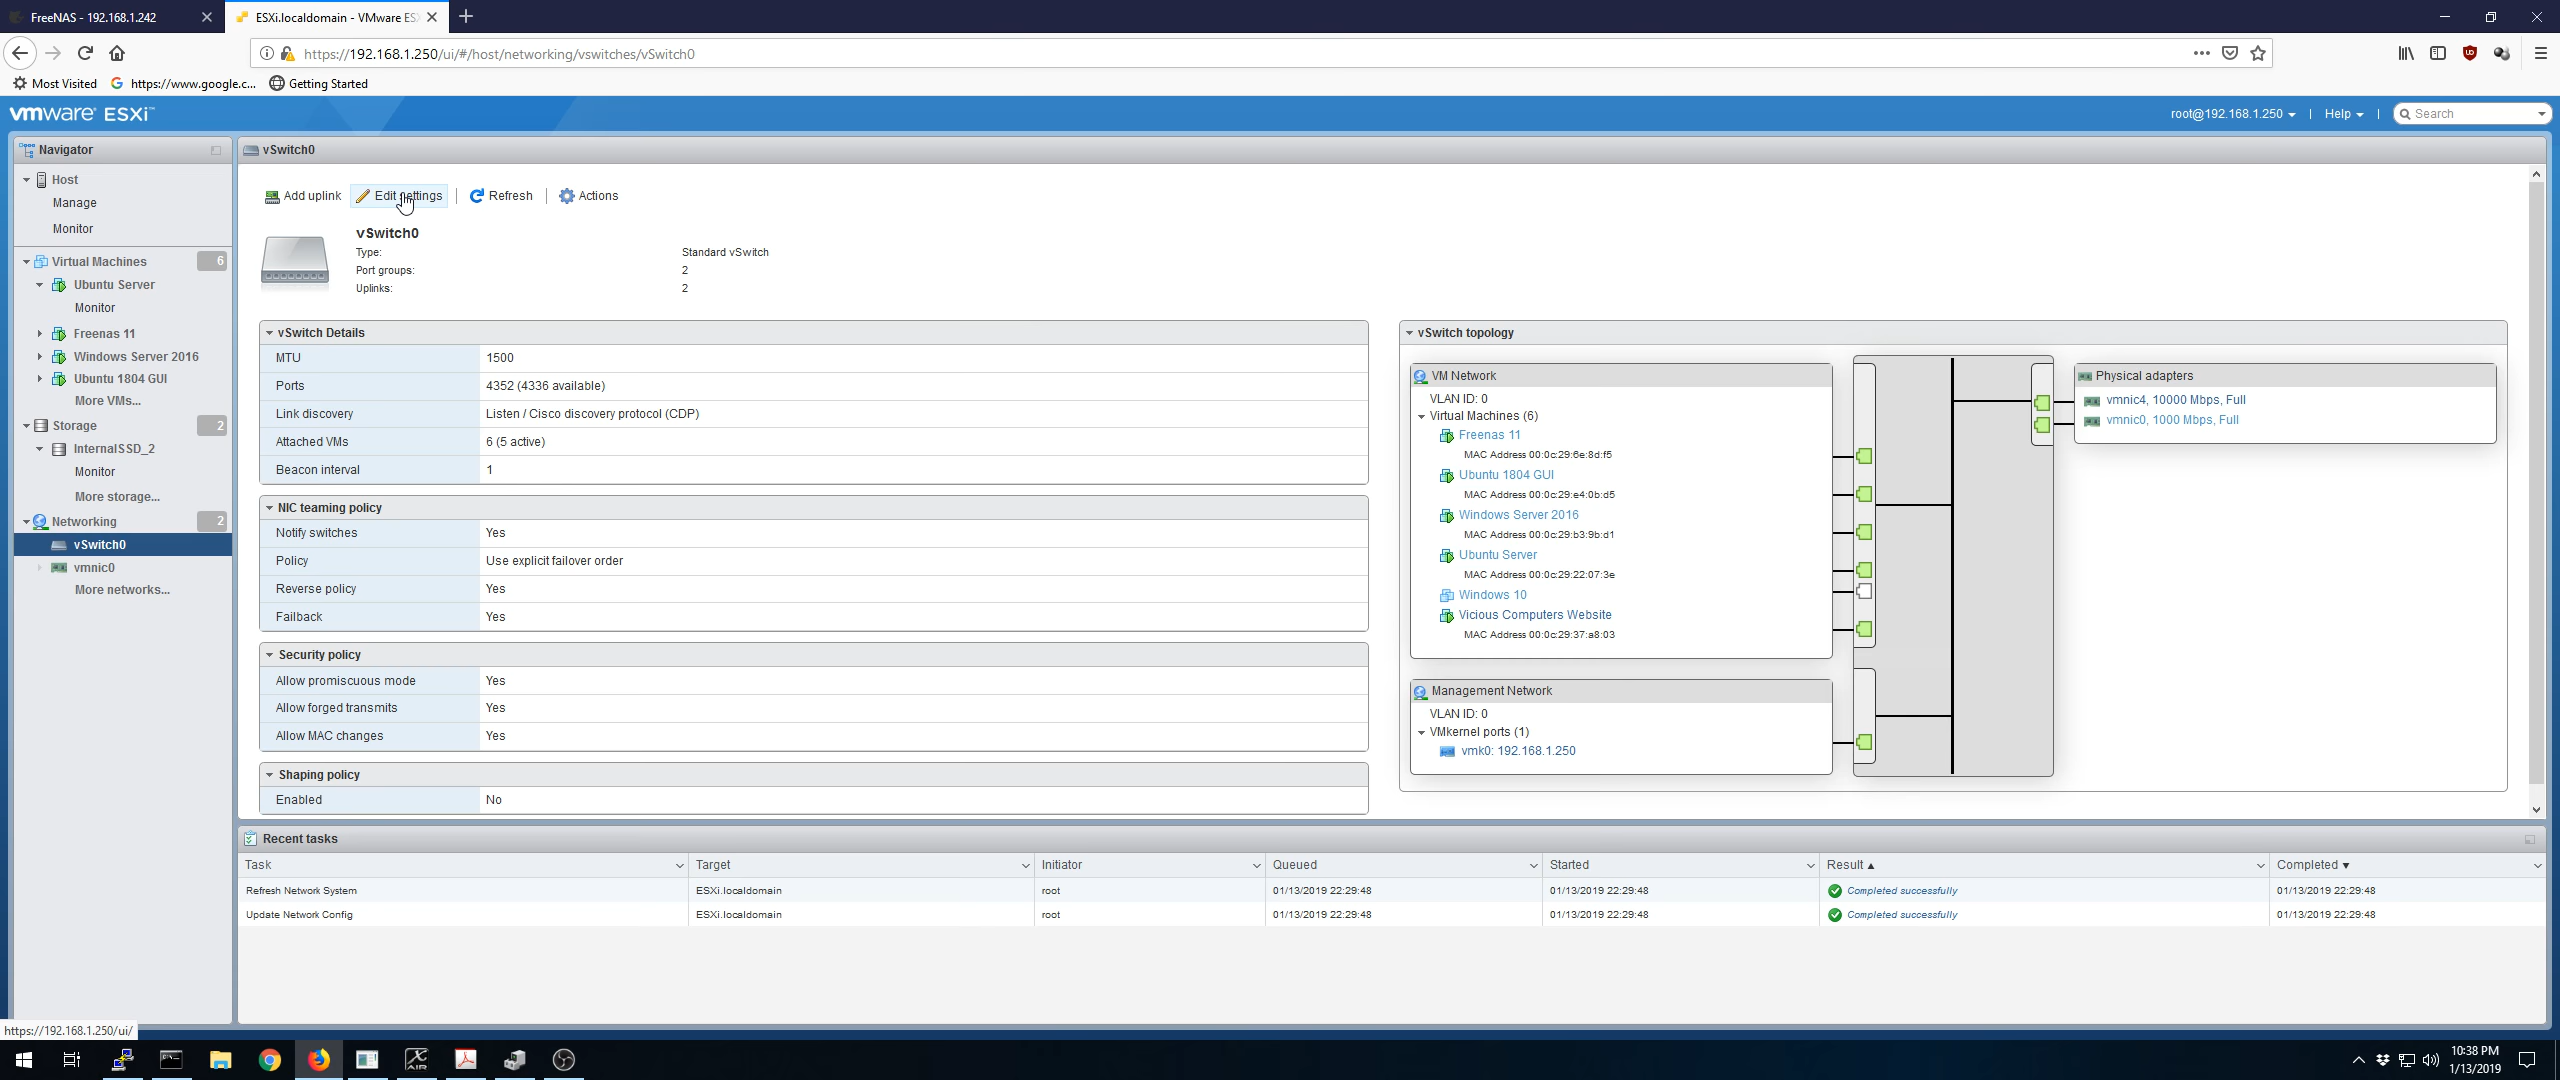 FreeNAS - 192.168.1.242
ESXi.localdomain - VMware ES
https://192.168.1.250/ui/#/host/networking/vswitches/vSwitch0
Most Visited
https://www.google.c...
Getting Started
vmware ESXi
root@192.168.1.250
Help
Search
Navigator
Host
Manage
Monitor
Virtual Machines 6
Ubuntu Server
Monitor
Freenas 11
Windows Server 2016
Ubuntu 1804 GUI
More VMs...
Storage 2
InternalSSD_2
Monitor
More storage...
Networking 2
vSwitch0
vmnic0
More networks...
vSwitch0
Add uplink
Edit settings
Refresh
Actions
vSwitch0
Type: Standard vSwitch
Port groups: 2
Uplinks: 2
vSwitch Details
MTU 1500
Ports 4352 (4336 available)
Link discovery Listen / Cisco discovery protocol (CDP)
Attached VMs 6 (5 active)
Beacon interval 1
NIC teaming policy
Notify switches Yes
Policy Use explicit failover order
Reverse policy Yes
Failback Yes
Security policy
Allow promiscuous mode Yes
Allow forged transmits Yes
Allow MAC changes Yes
Shaping policy
Enabled No
vSwitch topology
VM Network
VLAN ID: 0
Virtual Machines (6)
Freenas 11
MAC Address 00:0c:29:6e:8d:f5
Ubuntu 1804 GUI
MAC Address 00:0c:29:e4:0b:d5
Windows Server 2016
MAC Address 00:0c:29:b3:9b:d1
Ubuntu Server
MAC Address 00:0c:29:22:07:3e
Windows 10
Vicious Computers Website
MAC Address 00:0c:29:37:a8:03
Management Network
VLAN ID: 0
VMkernel ports (1)
vmk0: 192.168.1.250
Physical adapters
vmnic4, 10000 Mbps, Full
vmnic0, 1000 Mbps, Full
Recent tasks
Task Target Initiator Queued Started Result Completed
Refresh Network System ESXi.localdomain root 01/13/2019 22:29:48 01/13/2019 22:29:48 Completed successfully 01/13/2019 22:29:48
Update Network Config ESXi.localdomain root 01/13/2019 22:29:48 01/13/2019 22:29:48 Completed successfully 01/13/2019 22:29:48
https://192.168.1.250/ui/
AIR
10:38 PM
1/13/2019